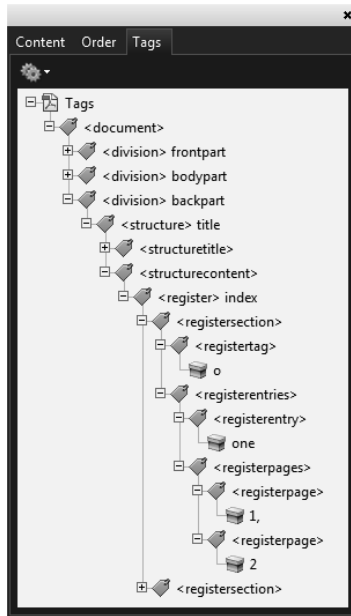 Content Order Tags
Tags
<document>
<division> frontpart
<division> bodypart
<division> backpart
<structure> title
<structuretitle>
<structurecontent>
<register> index
<registersection>
<registertag>
o
<registerentries>
<registerentry>
one
<registerpages>
<registerpage>
1,
<registerpage>
2
<registersection>